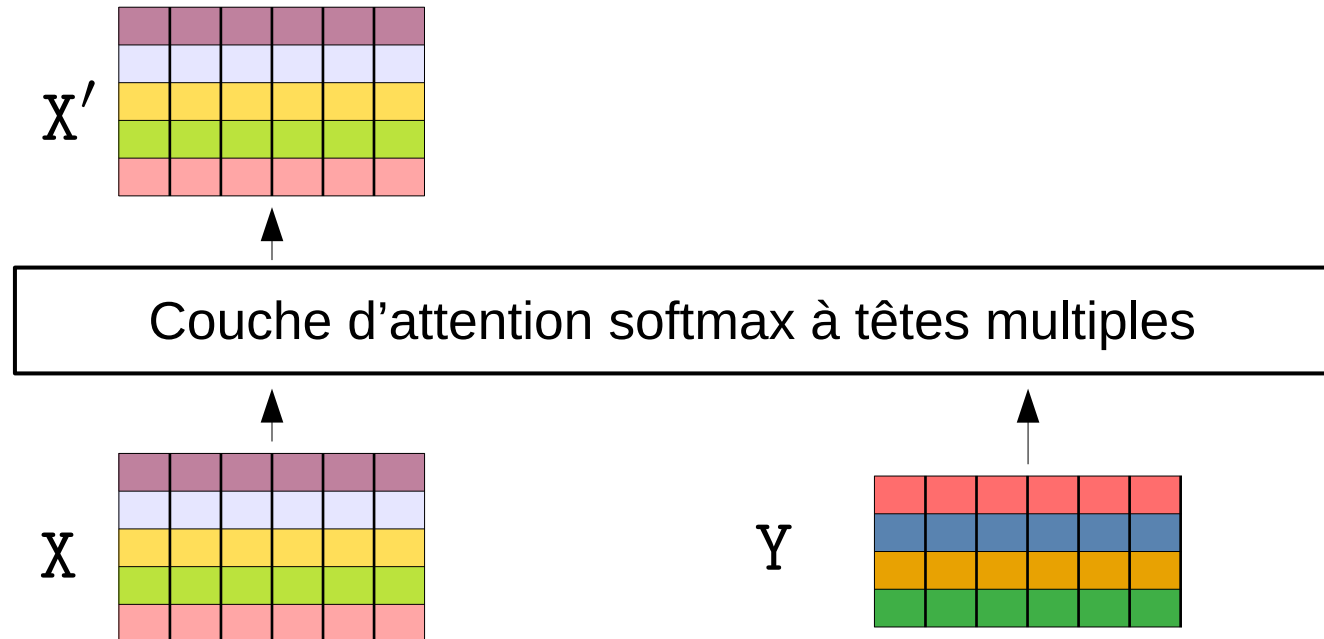 X′
Couche d’attention softmax à têtes multiples
X
Y